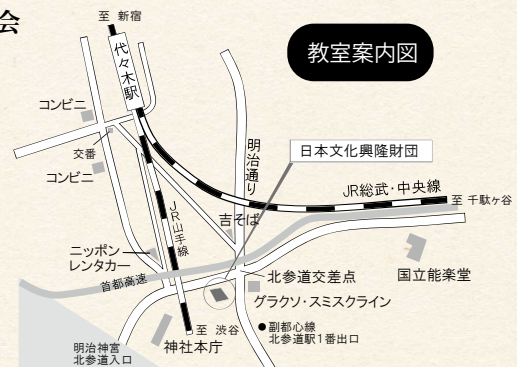 会
至 新宿
教室案内図
代々木駅
コンビニ
交番
コンビニ
明治通り
日本文化興隆財団
JR総武・中央線
至 千駄ヶ谷
JR山手線
吉そば
ニッポン
レンタカー
首都高速
北参道交差点
国立能楽堂
グラクソ・スミスクライン
至 渋谷
●副都心線
北参道駅1番出口
神社本庁
明治神宮
北参道入口